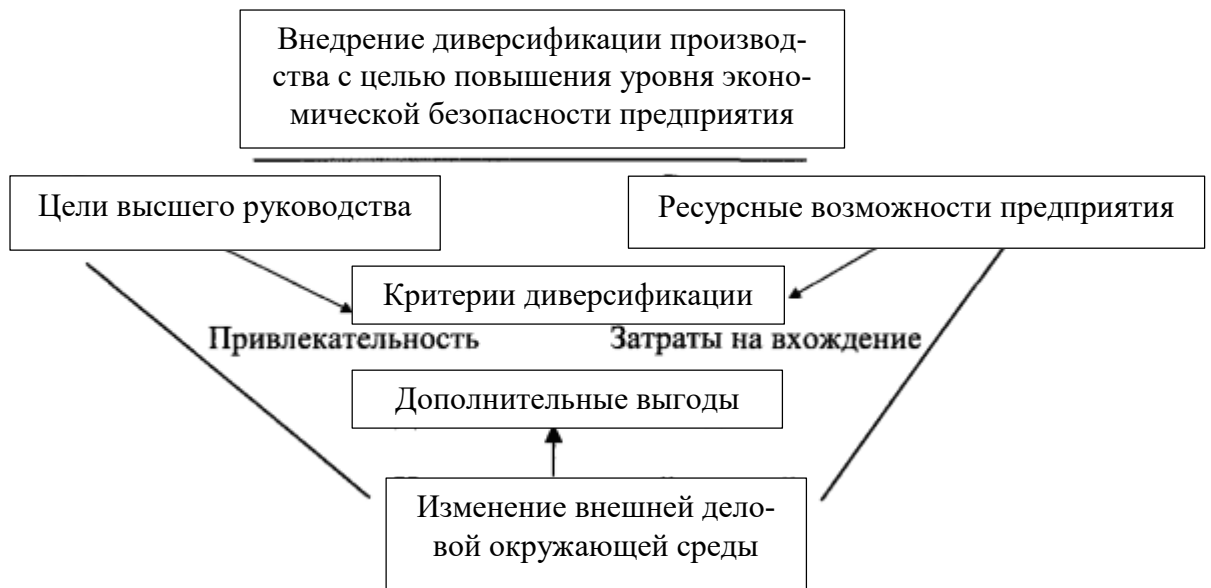 Внедрение диверсификации производ-
ства с целью повышения уровня эконо-
мической безопасности предприятия
Цели высшего руководства
Ресурсные возможности предприятия
Критерии диверсификации
Привлекательность
Затраты на вхождение
Дополнительные выгоды
Изменение внешней дело-
вой окружающей среды